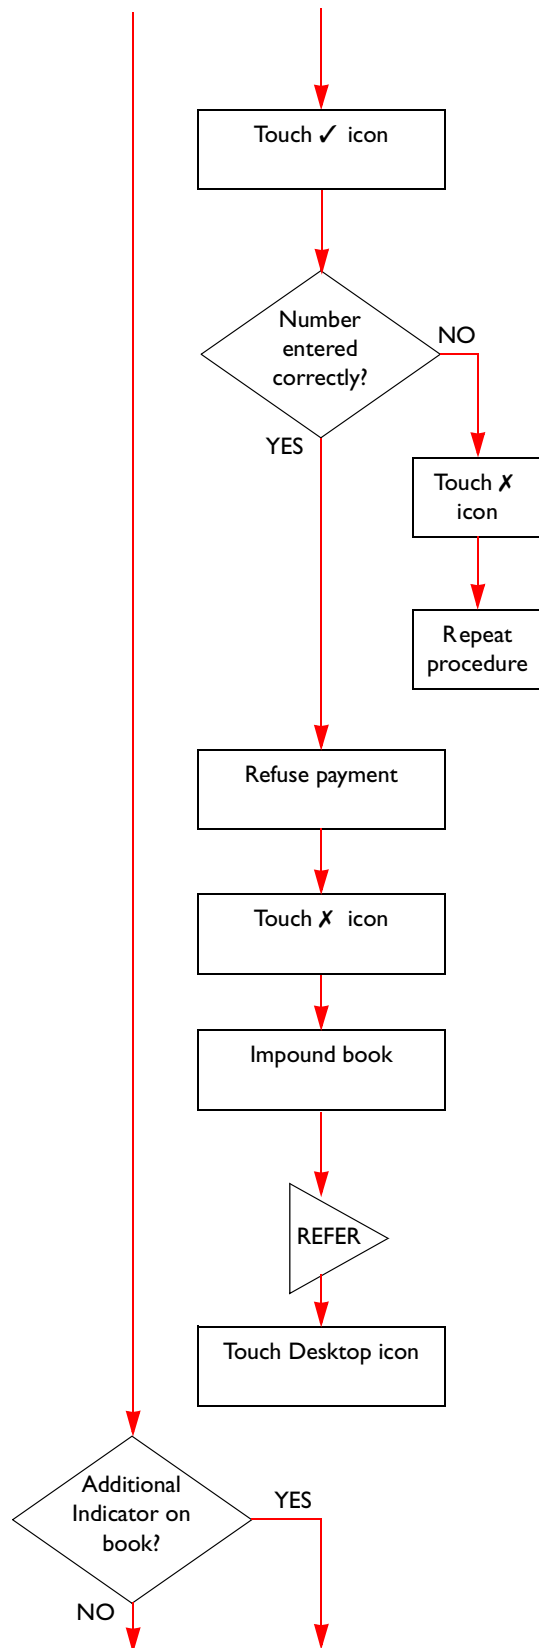 Touch ✓ icon
Number
entered
correctly?
NO
YES
Touch ✗
icon
Repeat
procedure
Refuse payment
Touch ✗ icon
Impound book
REFER
Touch Desktop icon
Additional
Indicator on
book?
YES
NO